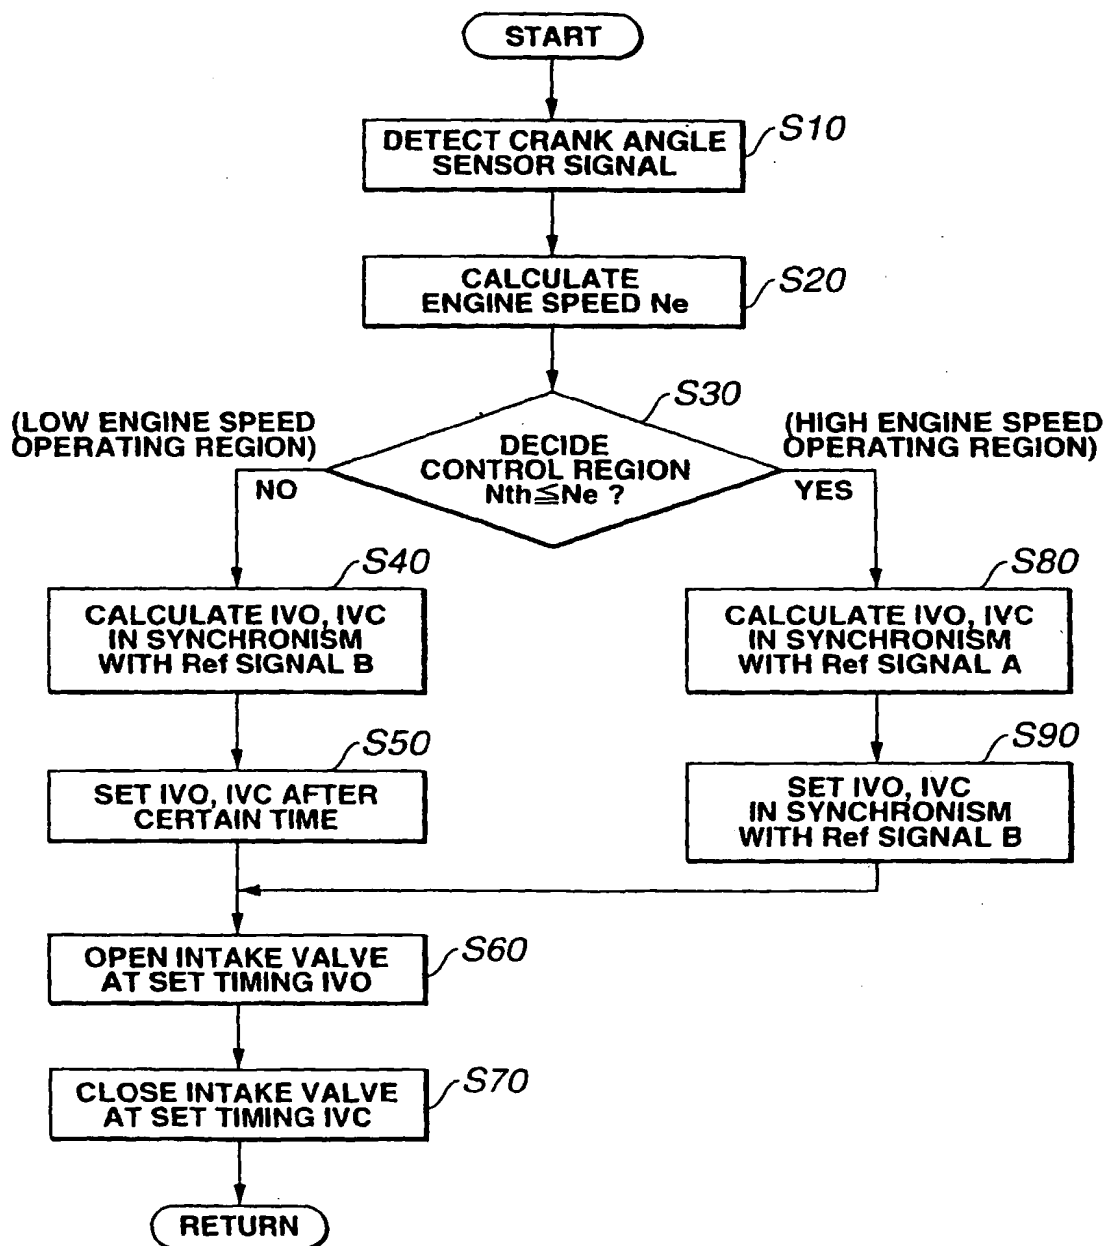 START
DETECT CRANK ANGLE
SENSOR SIGNAL
S10
CALCULATE
ENGINE SPEED Ne
S20
S30
(LOW ENGINE SPEED
OPERATING REGION)
(HIGH ENGINE SPEED
OPERATING REGION)
DECIDE
CONTROL REGION
Nth≦Ne ?
NO
YES
S40
CALCULATE IVO, IVC
IN SYNCHRONISM
WITH Ref SIGNAL B
S80
CALCULATE IVO, IVC
IN SYNCHRONISM
WITH Ref SIGNAL A
S50
SET IVO, IVC AFTER
CERTAIN TIME
S90
SET IVO, IVC
IN SYNCHRONISM
WITH Ref SIGNAL B
OPEN INTAKE VALVE
AT SET TIMING IVO
S60
CLOSE INTAKE VALVE
AT SET TIMING IVC
S70
RETURN